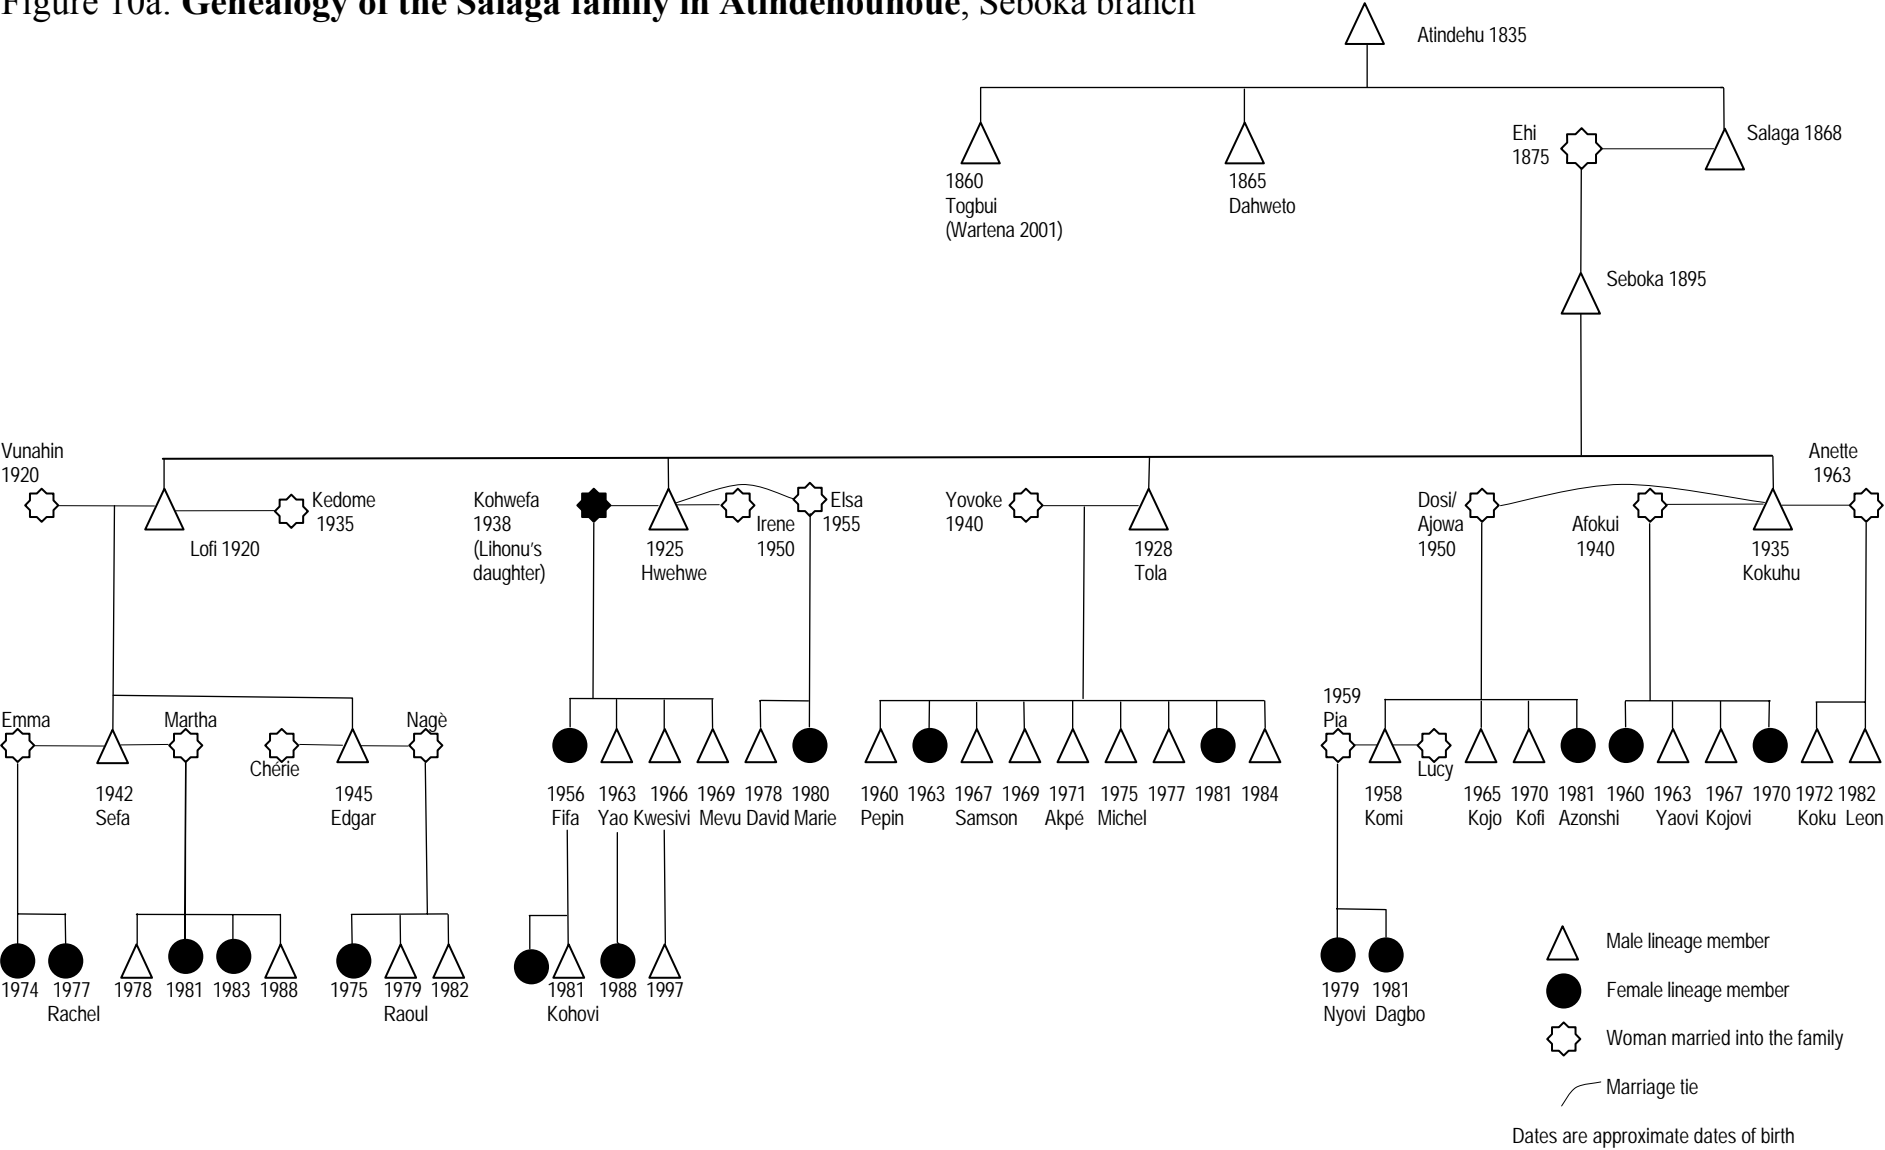 Figure 10a. Genealogy of the Salaga family in Atindehouhoue, Seboka branch
Atindehu 1835
Ehi
1875
Salaga 1868
1860
Togbui
(Wartena 2001)
1865
Dahweto
Seboka 1895
Vunahin
1920
Kedome
1935
Lofi 1920
Kohwefa
1938
(Lihonu's
daughter)
1925
Hwehwe
Irene
1950
Elsa
1955
Yovoke
1940
1928
Tola
Dosi/
Ajowa
1950
Afokui
1940
1935
Kokuhu
Anette
1963
Emma
Martha
Chérie
Nagè
1942
Sefa
1945
Edgar
1956 1963 1966 1969 1978 1980
Fifa Yao Kwesivi Mevu David Marie
1960 1963 1967 1969 1971 1975 1977 1981 1984
Pepin Samson Akpé Michel
1959
Pia
Lucy
1958 1965 1970 1981 1960 1963 1967 1970 1972 1982
Komi Kojo Kofi Azonshi Yaovi Kojovi Koku Leon
1974 1977 1978 1981 1983 1988 1975 1979 1982 1981 1988 1997
Rachel Raoul Kohovi
1979 1981
Nyovi Dagbo
Male lineage member
Female lineage member
Woman married into the family
Marriage tie
Dates are approximate dates of birth